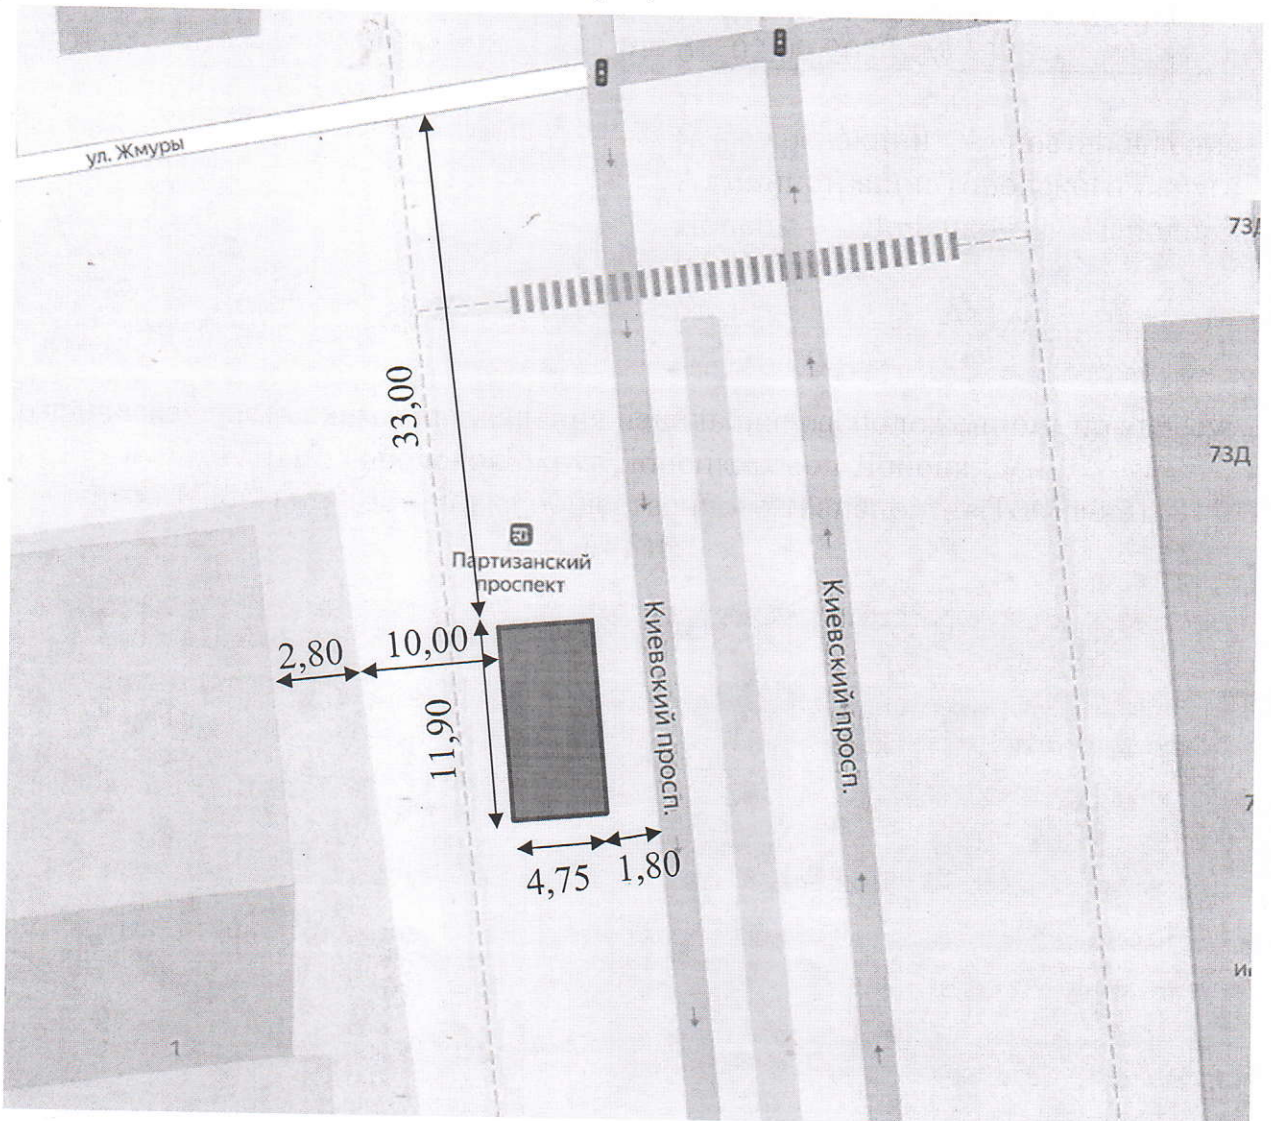 ул. Жмуры
73Д
33,00
73Д
Партизанский
проспект
2,80
10,00
11,90
Киевский просп.
Киевский просп.
4,75
1,80
1